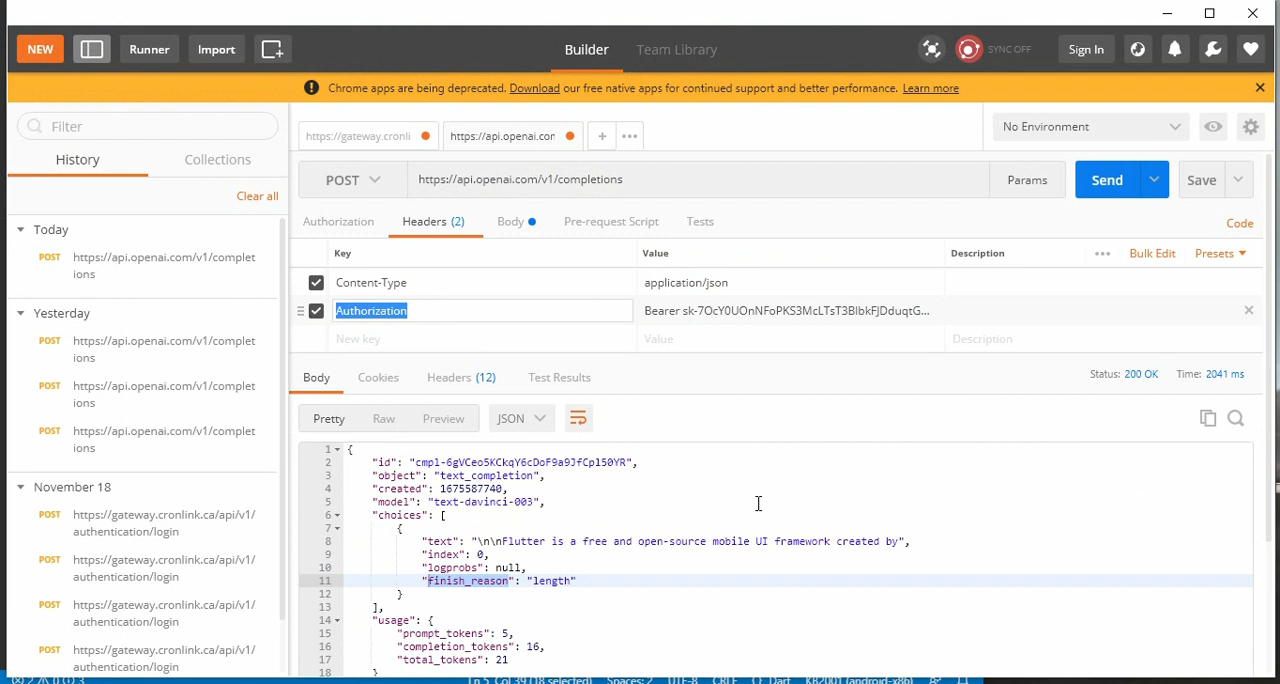 NEW Runner Import Builder Team Library SYNC OFF Sign In
Chrome apps are being deprecated. Download our free native apps for continued support and better performance. Learn more
Filter
History Collections
Clear all
Today
POST https://api.openai.com/v1/complet
ions
Yesterday
POST https://api.openai.com/v1/complet
ions
POST https://api.openai.com/v1/complet
ions
POST https://api.openai.com/v1/complet
ions
November 18
POST https://gateway.cronlink.ca/api/v1/
authentication/login
POST https://gateway.cronlink.ca/api/v1/
authentication/login
POST https://gateway.cronlink.ca/api/v1/
authentication/login
POST https://gateway.cronlink.ca/api/v1/
authentication/login
https://gateway.cronli https://api.openai.con + ••• No Environment
POST https://api.openai.com/v1/completions Params Send Save
Authorization Headers (2) Body Pre-request Script Tests Code
Key Value Description ••• Bulk Edit Presets
Content-Type application/json
Authorization
New key Value Description
Body Cookies Headers (12) Test Results Status: 200 OK Time: 2041 ms
Pretty Raw Preview JSON
1 {
2 "id": "cmpl-6gVCeo5KCkqY6cDoF9a9JfCpl50YR",
3 "object": "text_completion",
4 "created": 1675587740,
5 "model": "text-davinci-003",
6 "choices": [
7 {
8 "text": "\n\nFlutter is a free and open-source mobile UI framework created by",
9 "index": 0,
10 "logprobs": null,
11 "finish_reason": "length"
12 }
13 ],
14 "usage": {
15 "prompt_tokens": 5,
16 "completion_tokens": 16,
17 "total_tokens": 21
18 }